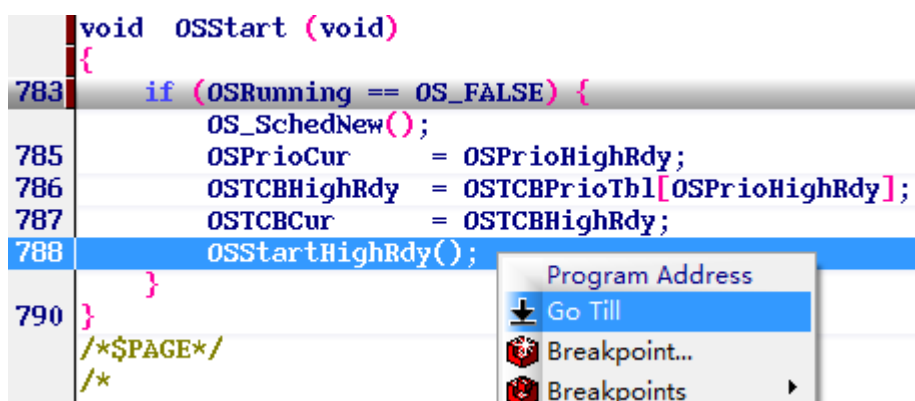 void  OSStart (void)
{
783 if (OSRunning == OS_FALSE) {
OS_SchedNew();
785 OSPrioCur     = OSPrioHighRdy;
786 OSTCBHighRdy  = OSTCBPrioTbl[OSPrioHighRdy];
787 OSTCBCur      = OSTCBHighRdy;
788 OSStartHighRdy();
}
790 }
/*$PAGE*/
/*
Program Address
Go Till
Breakpoint...
Breakpoints